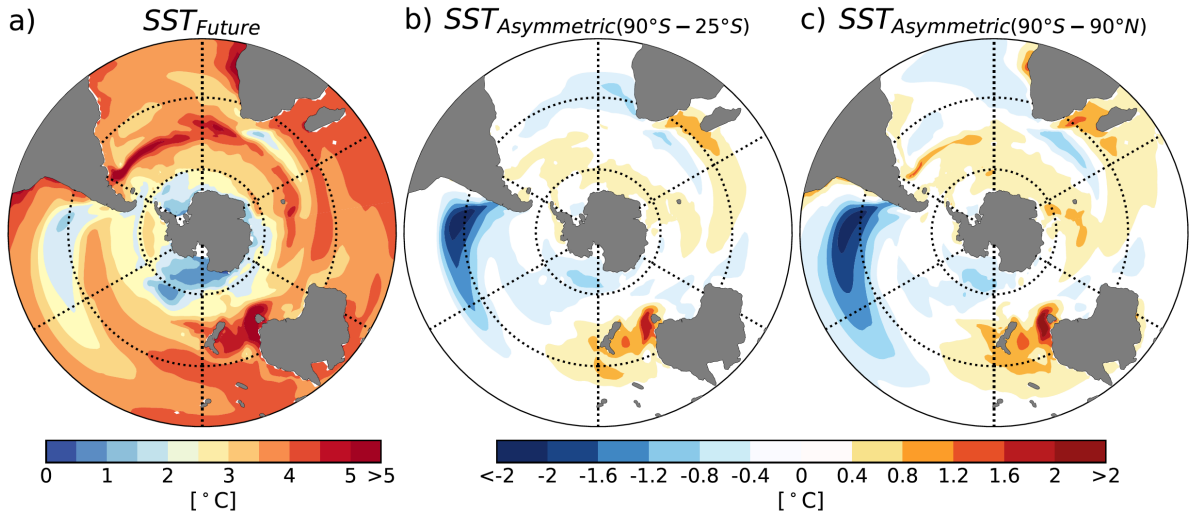 a) SST_Future
b) SST_Asymmetric(90°S−25°S)
c) SST_Asymmetric(90°S−90°N)
0 1 2 3 4 5 >5
[°C]
<-2 -2 -1.6 -1.2 -0.8 -0.4 0 0.4 0.8 1.2 1.6 2 >2
[°C]